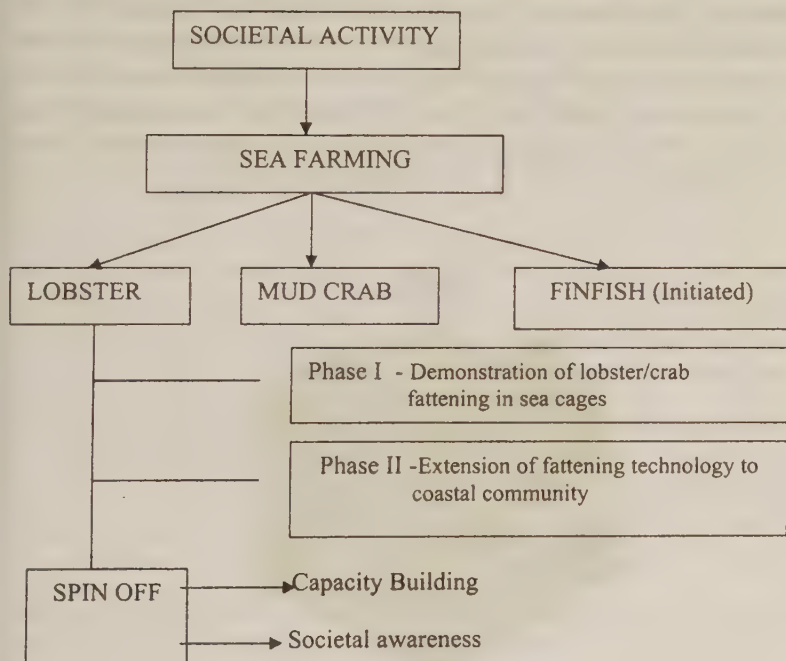 SOCIETAL ACTIVITY
SEA FARMING
LOBSTER
MUD CRAB
FINFISH (Initiated)
Phase I - Demonstration of lobster/crab
fattening in sea cages
Phase II -Extension of fattening technology to
coastal community
SPIN OFF
Capacity Building
Societal awareness